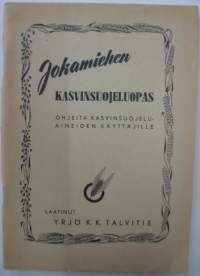 Jokamiehen
KASVINSUOJELUOPAS
OHJEITA KASVINSUOJELU-
AINEIDEN KÄYTTÄJILLE
LAATINUT
YRJÖ K.K. TALVITIE